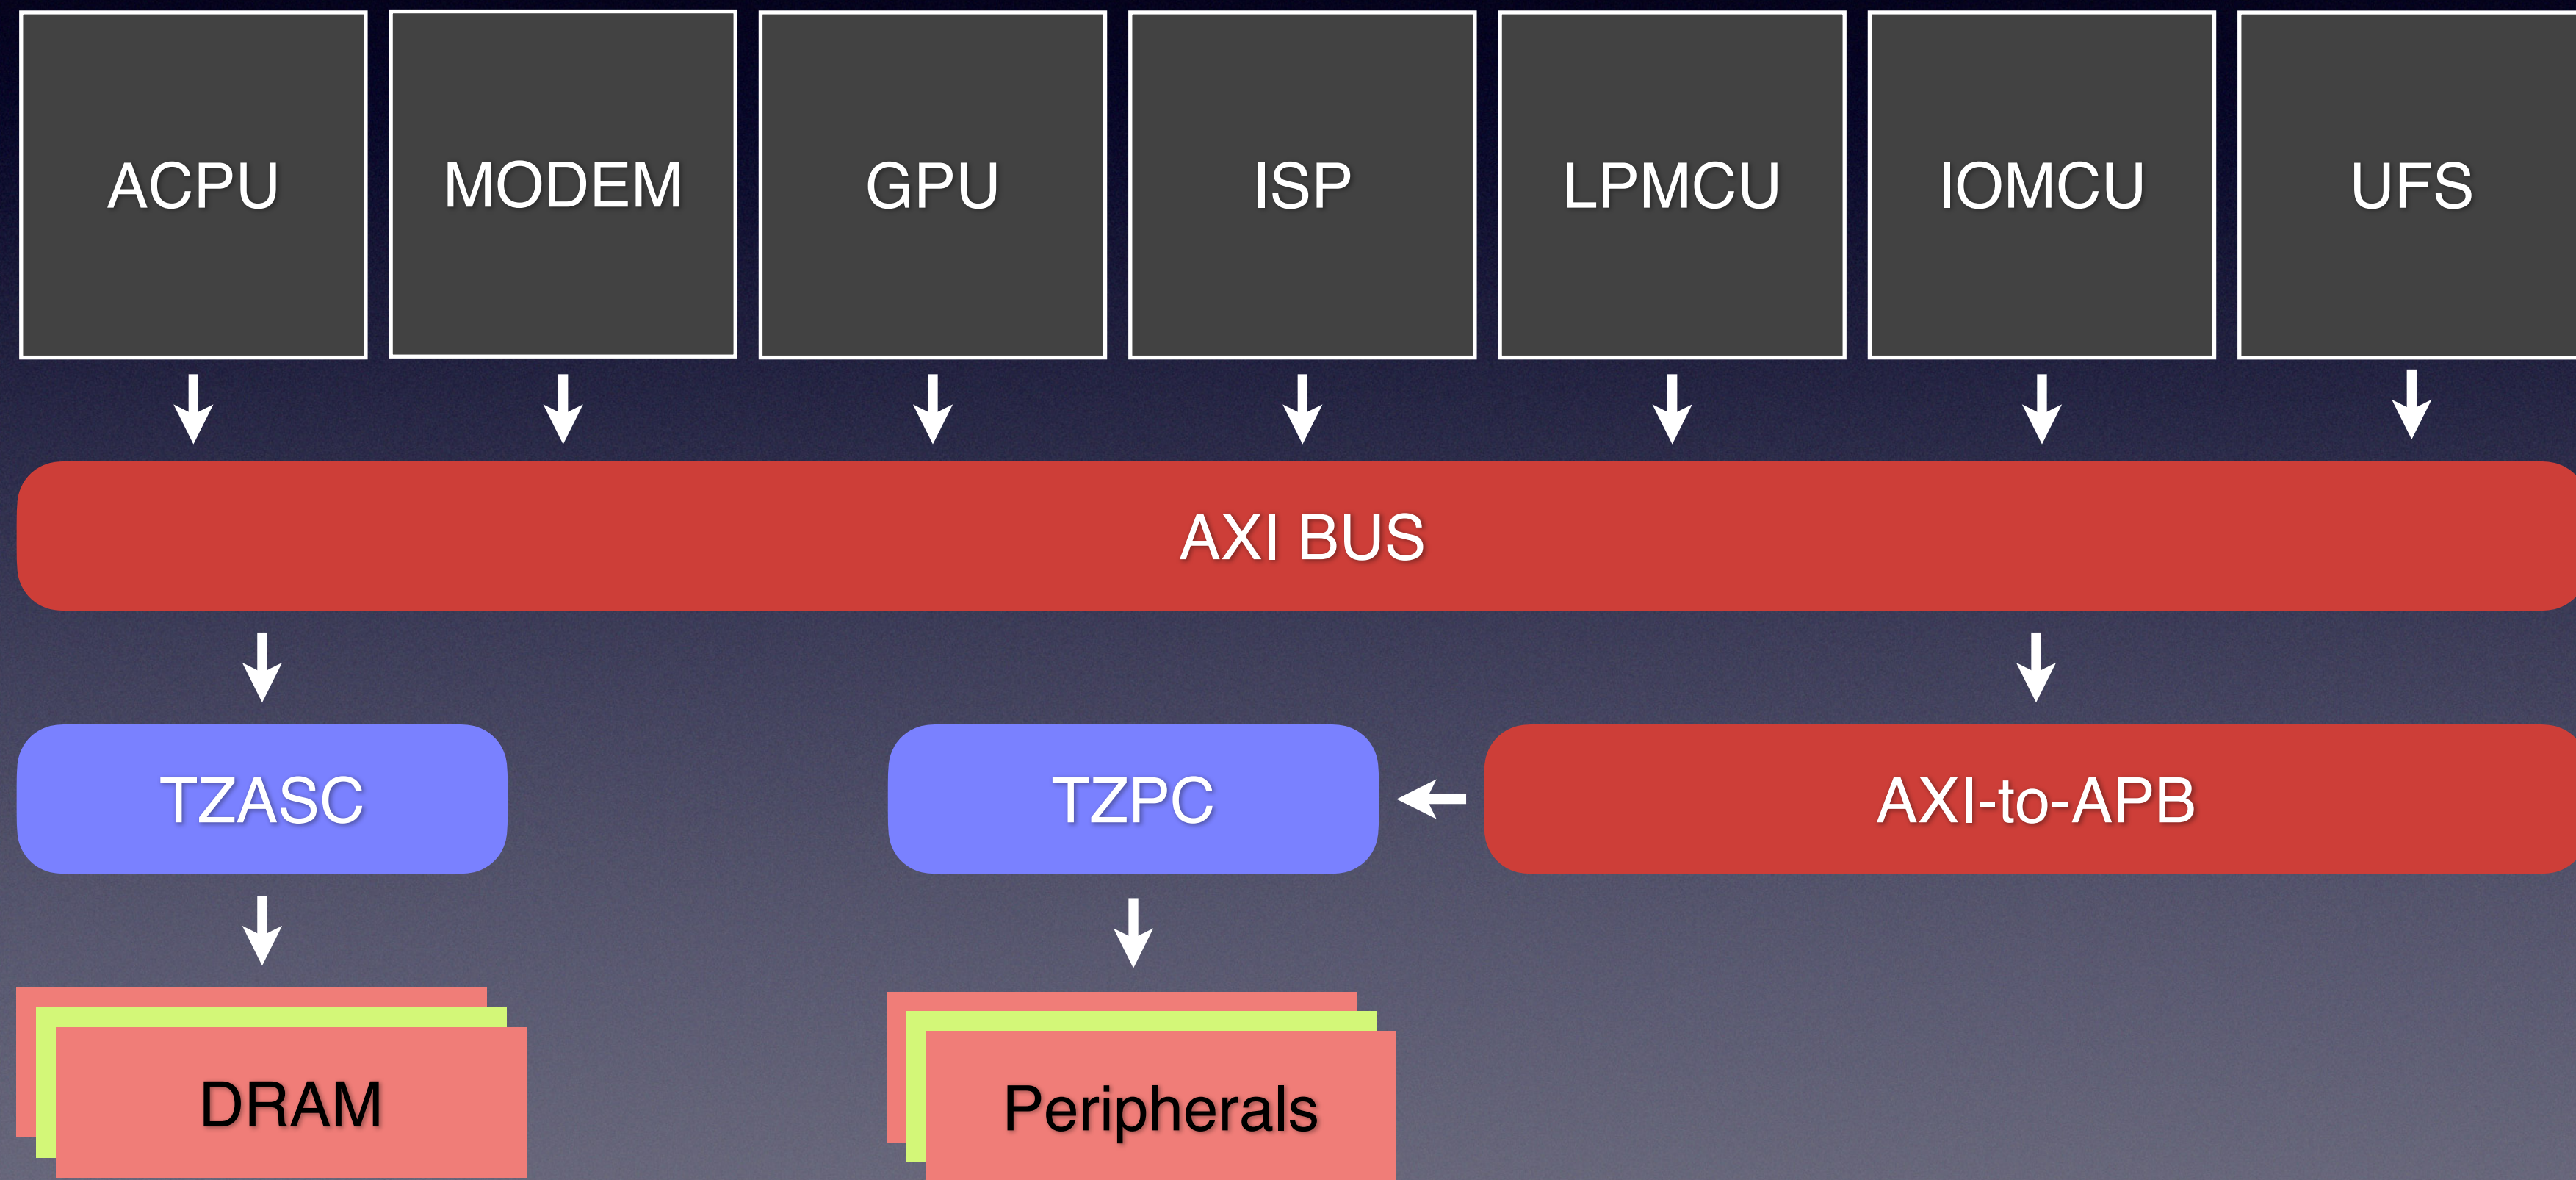 ACPU
MODEM
GPU
ISP
LPMCU
IOMCU
UFS
AXI BUS
TZASC
TZPC
AXI-to-APB
DRAM
Peripherals